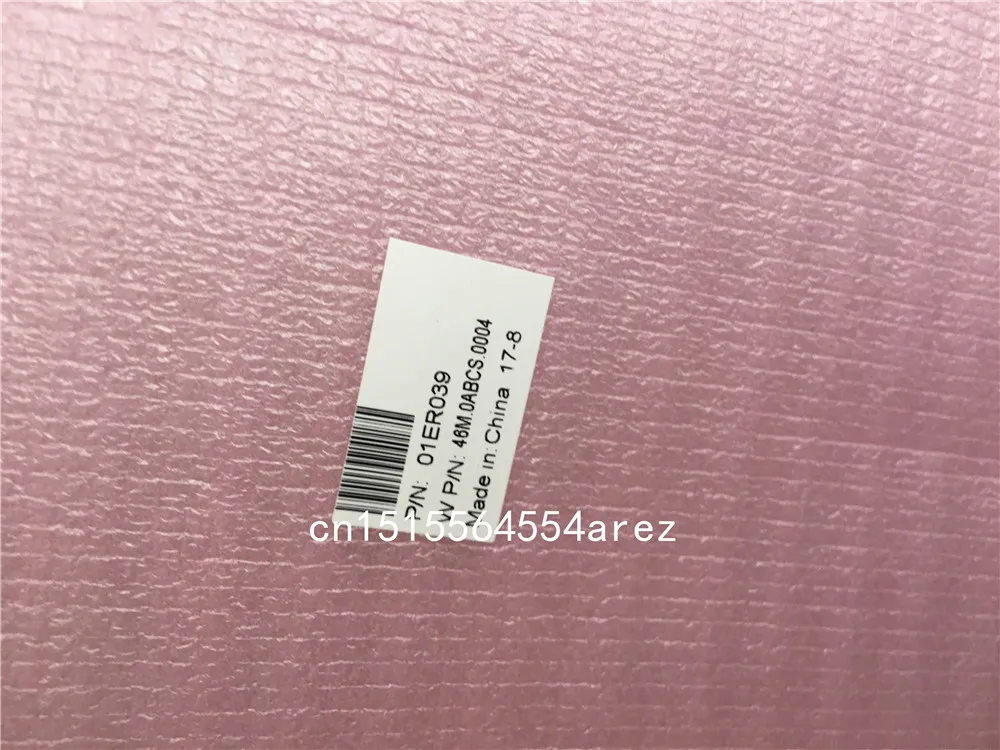 P/N: 01ER039
W P/N: 46M.0ABCS.0004
Made in: China 17-8
cn1515564554arez